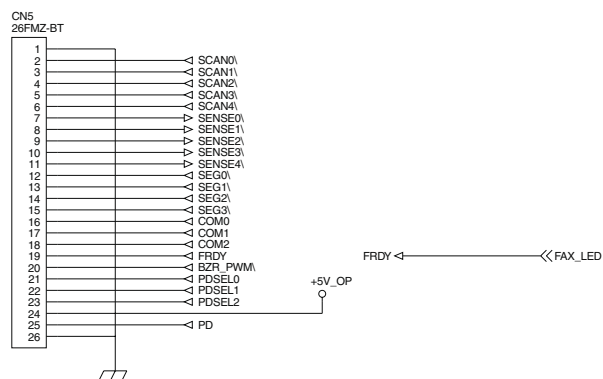 CN5
26FMZ-BT
1
2 SCAN0\
3 SCAN1\
4 SCAN2\
5 SCAN3\
6 SCAN4\
7 SENSE0\
8 SENSE1\
9 SENSE2\
10 SENSE3\
11 SENSE4\
12 SEG0\
13 SEG1\
14 SEG2\
15 SEG3\
16 COM0
17 COM1
18 COM2
19 FRDY FRDY FAX_LED
20 BZR_PWM\
21 PDSEL0
22 PDSEL1
23 PDSEL2
+5V_OP
24
25 PD
26